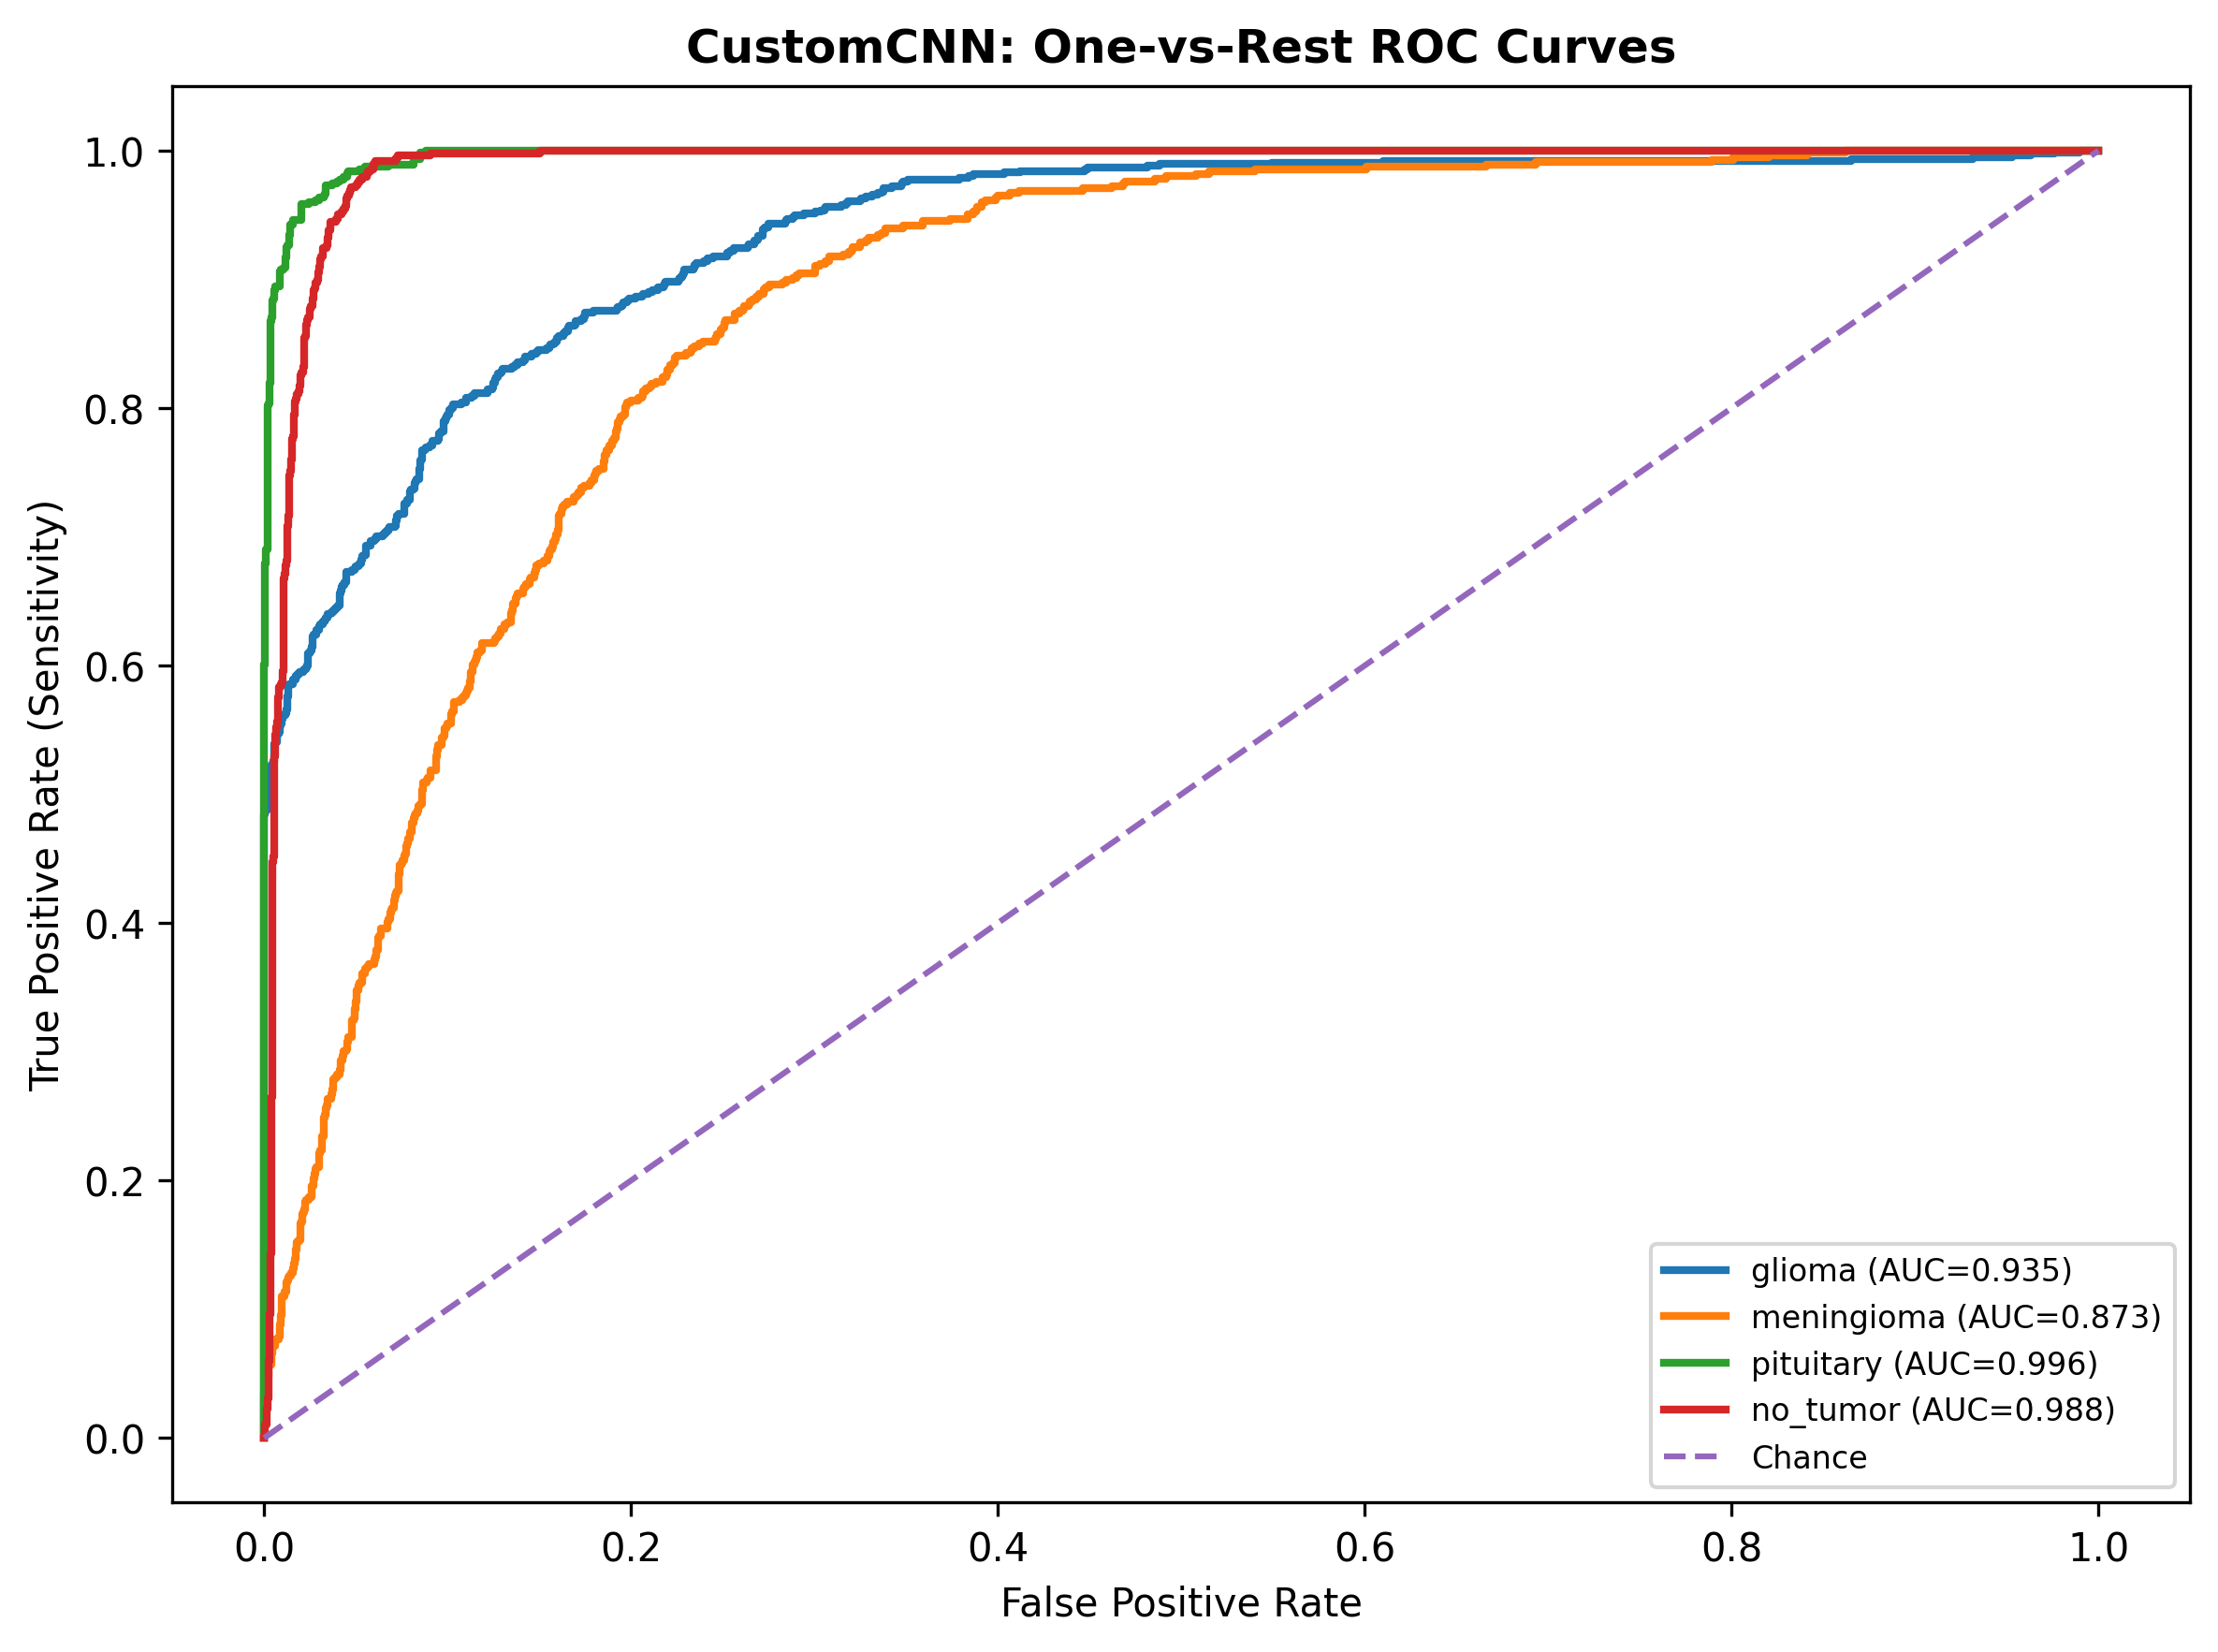 CustomCNN: One-vs-Rest ROC Curves
True Positive Rate (Sensitivity)
1.0
0.8
0.6
0.4
0.2
0.0
glioma (AUC=0.935)
meningioma (AUC=0.873)
pituitary (AUC=0.996)
no_tumor (AUC=0.988)
Chance
0.0 0.2 0.4 0.6 0.8 1.0
False Positive Rate